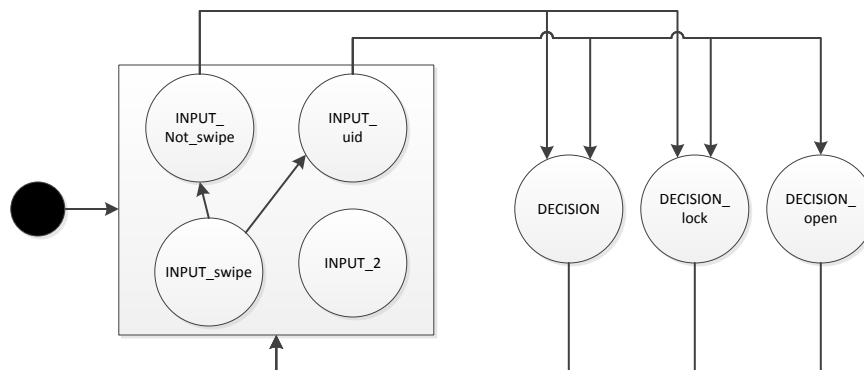 INPUT_
Not_swipe
INPUT_
uid
INPUT_swipe
INPUT_2
DECISION
DECISION_
lock
DECISION_
open